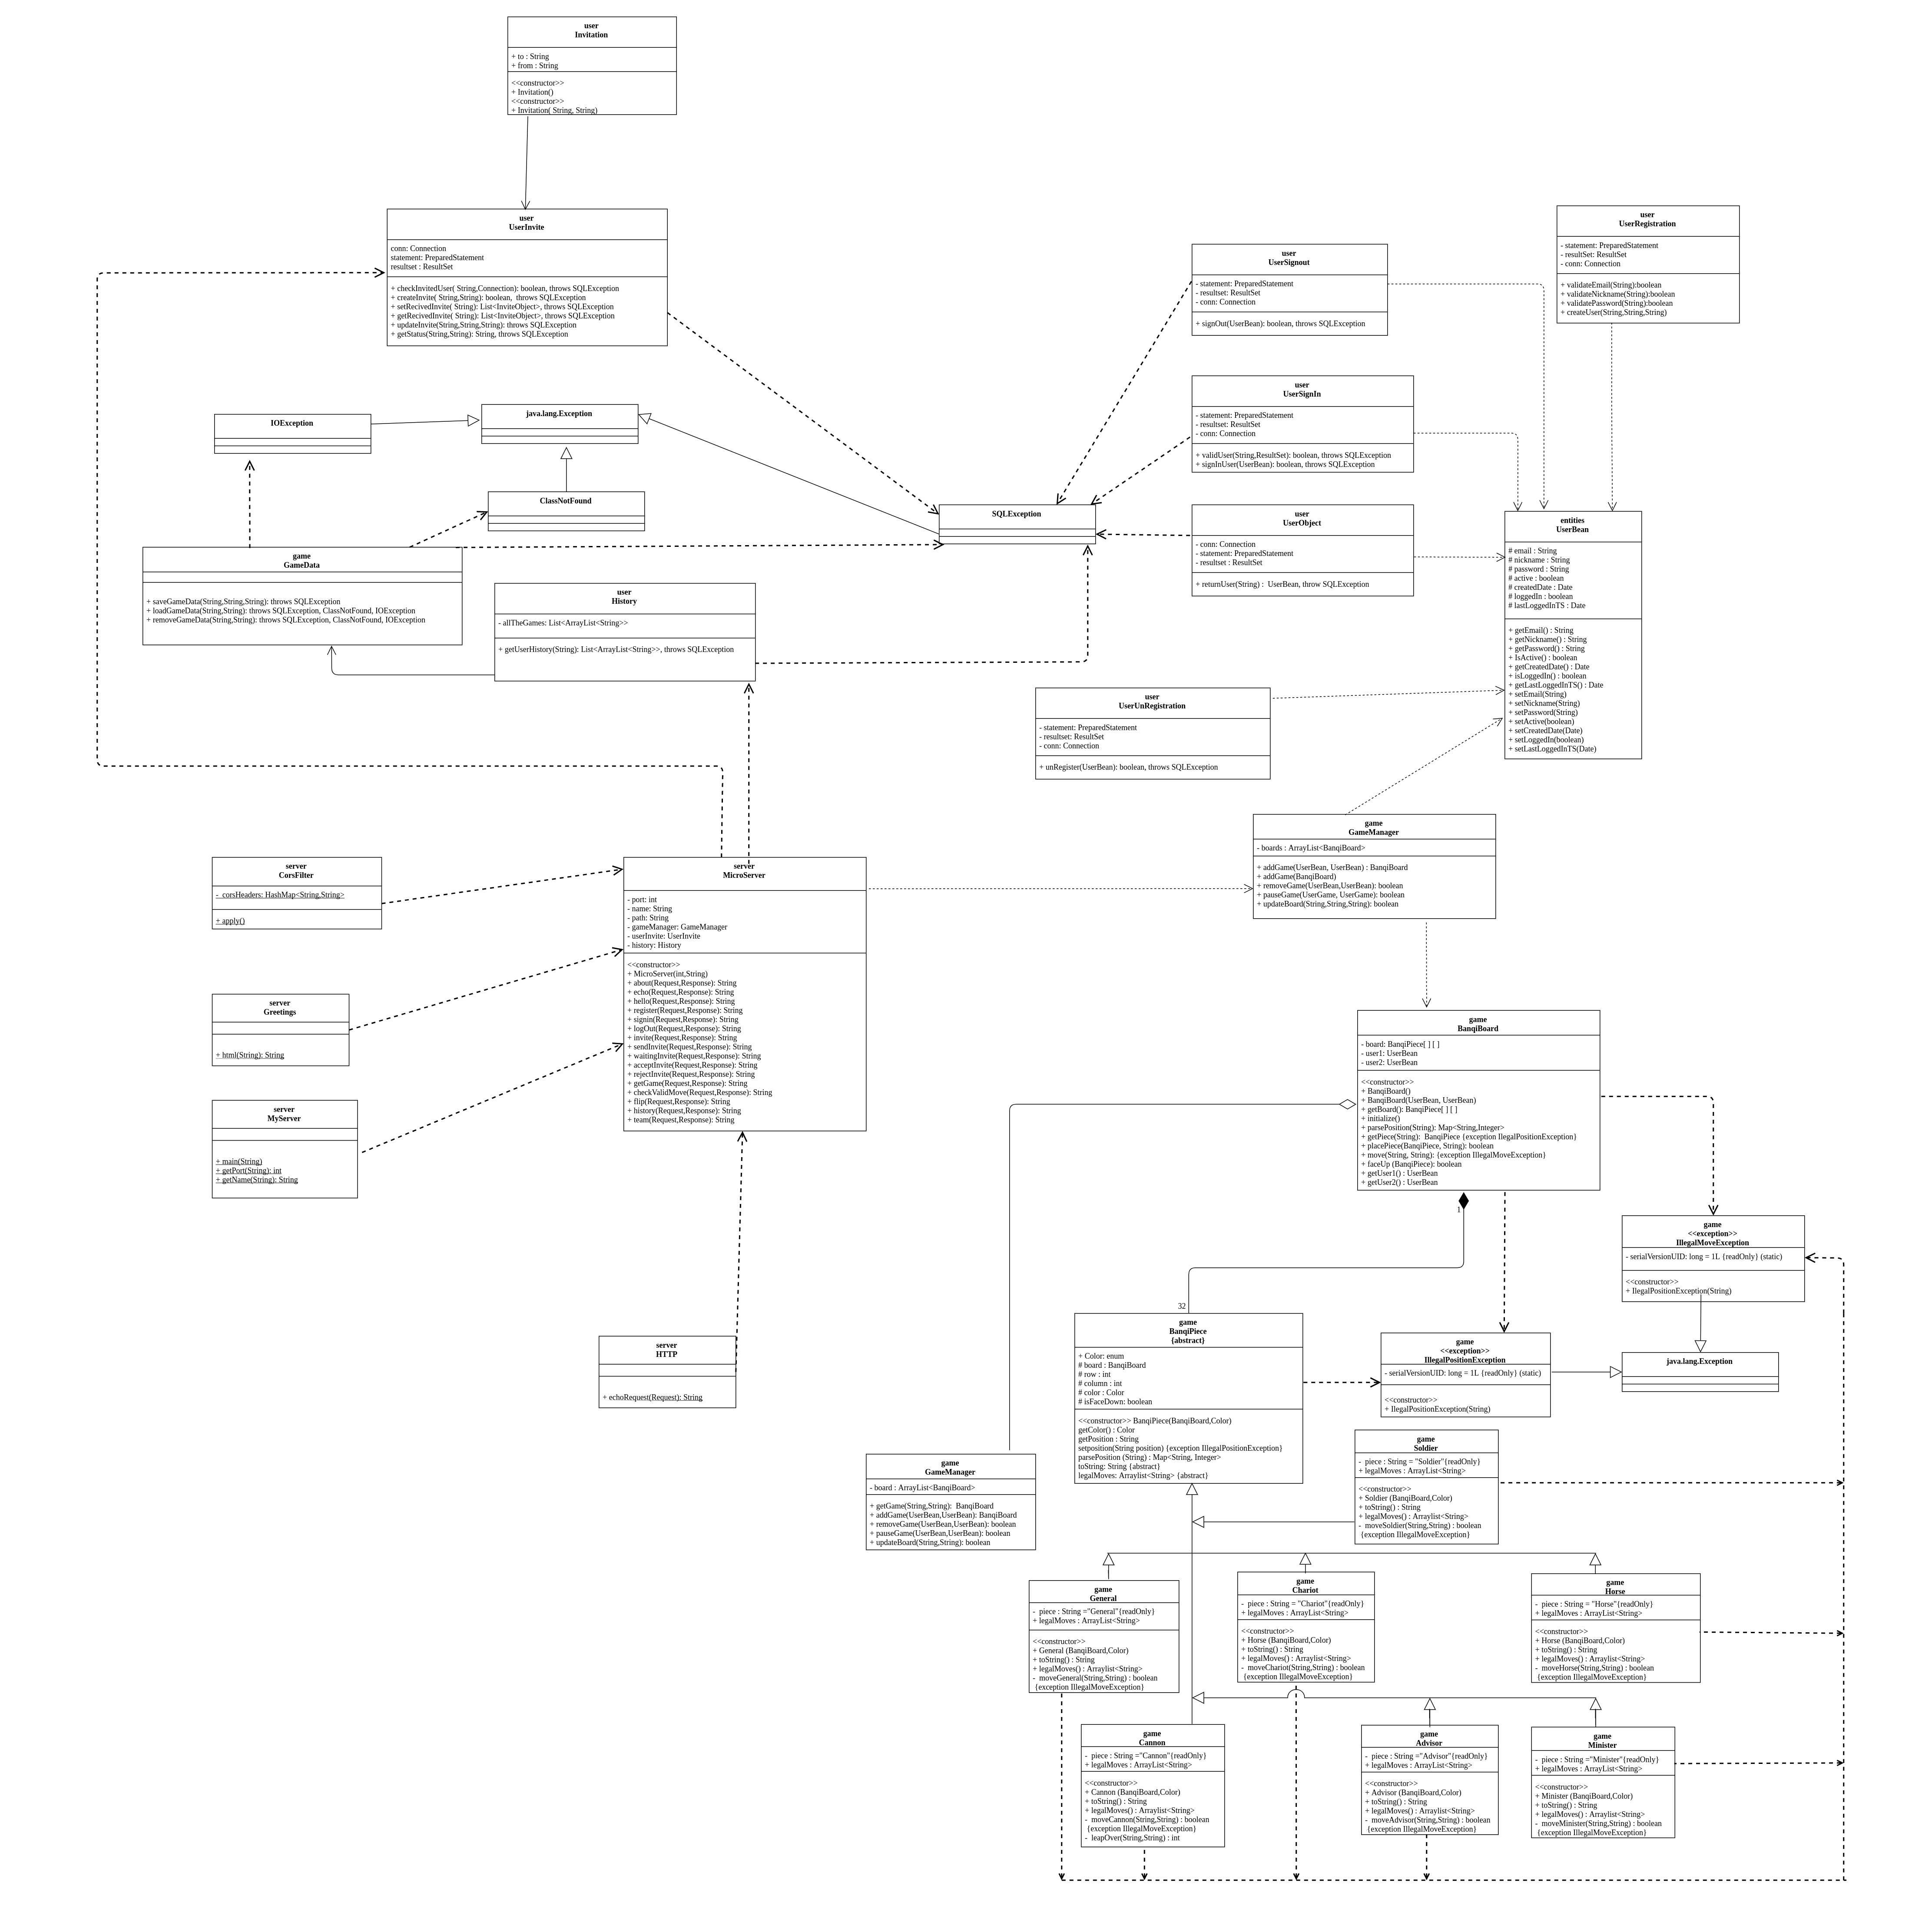 user
Invitation
+ to : String
+ from : String
<<constructor>>
+ Invitation()
<<constructor>>
+ Invitation( String, String)
user
UserInvite
conn: Connection
statement: PreparedStatement
resultset : ResultSet
+ checkInvitedUser( String,Connection): boolean, throws SQLException
+ createInvite( String,String): boolean,  throws SQLException
+ setRecivedInvite( String): List<InviteObject>, throws SQLException
+ getRecivedInvite( String): List<InviteObject>, throws SQLException
+ updateInvite(String,String,String): throws SQLException
+ getStatus(String,String): String, throws SQLException
user
UserSignout
- statement: PreparedStatement
- resultset: ResultSet
- conn: Connection
+ signOut(UserBean): boolean, throws SQLException
user
UserRegistration
- statement: PreparedStatement
- resultSet: ResultSet
- conn: Connection
+ validateEmail(String):boolean
+ validateNickname(String):boolean
+ validatePassword(String):boolean
+ createUser(String,String,String)
user
UserSignIn
- statement: PreparedStatement
- resultset: ResultSet
- conn: Connection
+ validUser(String,ResultSet): boolean, throws SQLException
+ signInUser(UserBean): boolean, throws SQLException
IOException
java.lang.Exception
ClassNotFound
SQLException
user
UserObject
- conn: Connection
- statement: PreparedStatement
- resultset : ResultSet
+ returnUser(String) :  UserBean, throw SQLException
entities
UserBean
# email : String
# nickname : String
# password : String
# active : boolean
# createdDate : Date
# loggedIn : boolean
# lastLoggedInTS : Date
+ getEmail() : String
+ getNickname() : String
+ getPassword() : String
+ IsActive() : boolean
+ getCreatedDate() : Date
+ isLoggedIn() : boolean
+ getLastLoggedInTS() : Date
+ setEmail(String)
+ setNickname(String)
+ setPassword(String)
+ setActive(boolean)
+ setCreatedDate(Date)
+ setLoggedIn(boolean)
+ setLastLoggedInTS(Date)
game
GameData
+ saveGameData(String,String,String): throws SQLException
+ loadGameData(String,String): throws SQLException, ClassNotFound, IOException
+ removeGameData(String,String): throws SQLException, ClassNotFound, IOException
user
History
- allTheGames: List<ArrayList<String>>
+ getUserHistory(String): List<ArrayList<String>>, throws SQLException
user
UserUnRegistration
- statement: PreparedStatement
- resultset: ResultSet
- conn: Connection
+ unRegister(UserBean): boolean, throws SQLException
game
GameManager
- boards : ArrayList<BanqiBoard>
+ addGame(UserBean, UserBean) : BanqiBoard
+ addGame(BanqiBoard)
+ removeGame(UserBean,UserBean): boolean
+ pauseGame(UserGame, UserGame): boolean
+ updateBoard(String,String,String): boolean
server
CorsFilter
-  corsHeaders: HashMap<String,String>
+ apply()
server
MicroServer
- port: int
- name: String
- path: String
- gameManager: GameManager
- userInvite: UserInvite
- history: History
<<constructor>>
+ MicroServer(int,String)
+ about(Request,Response): String
+ echo(Request,Response): String
+ hello(Request,Response): String
+ register(Request,Response): String
+ signin(Request,Response): String
+ logOut(Request,Response): String
+ invite(Request,Response): String
+ sendInvite(Request,Response): String
+ waitingInvite(Request,Response): String
+ acceptInvite(Request,Response): String
+ rejectInvite(Request,Response): String
+ getGame(Request,Response): String
+ checkValidMove(Request,Response): String
+ flip(Request,Response): String
+ history(Request,Response): String
+ team(Request,Response): String
server
Greetings
+ html(String): String
server
MyServer
+ main(String)
+ getPort(String): int
+ getName(String): String
game
BanqiBoard
- board: BanqiPiece[ ] [ ]
- user1: UserBean
- user2: UserBean
<<constructor>>
+ BanqiBoard()
+ BanqiBoard(UserBean, UserBean)
+ getBoard(): BanqiPiece[ ] [ ]
+ initialize()
+ parsePosition(String): Map<String,Integer>
+ getPiece(String):  BanqiPiece {exception IlegalPositionException}
+ placePiece(BanqiPiece, String): boolean
+ move(String, String): {exception IllegalMoveException}
+ faceUp (BanqiPiece): boolean
+ getUser1() : UserBean
+ getUser2() : UserBean
1
32
game
<<exception>>
IllegalMoveException
- serialVersionUID: long = 1L {readOnly} (static)
<<constructor>>
+ IlegalPositionException(String)
server
HTTP
+ echoRequest(Request): String
game
BanqiPiece
{abstract}
+ Color: enum
# board : BanqiBoard
# row : int
# column : int
# color : Color
# isFaceDown: boolean
<<constructor>> BanqiPiece(BanqiBoard,Color)
getColor() : Color
getPosition : String
setposition(String position) {exception IllegalPositionException}
parsePosition (String) : Map<String, Integer>
toString: String {abstract}
legalMoves: Arraylist<String> {abstract}
game
<<exception>>
IllegalPositionException
- serialVersionUID: long = 1L {readOnly} (static)
<<constructor>>
+ IlegalPositionException(String)
java.lang.Exception
game
GameManager
- board : ArrayList<BanqiBoard>
+ getGame(String,String):  BanqiBoard
+ addGame(UserBean,UserBean): BanqiBoard
+ removeGame(UserBean,UserBean): boolean
+ pauseGame(UserBean,UserBean): boolean
+ updateBoard(String,String): boolean
game
Soldier
-  piece : String = "Soldier"{readOnly}
+ legalMoves : ArrayList<String>
<<constructor>>
+ Soldier (BanqiBoard,Color)
+ toString() : String
+ legalMoves() : Arraylist<String>
-  moveSoldier(String,String) : boolean
{exception IllegalMoveException}
game
General
-  piece : String ="General"{readOnly}
+ legalMoves : ArrayList<String>
<<constructor>>
+ General (BanqiBoard,Color)
+ toString() : String
+ legalMoves() : Arraylist<String>
-  moveGeneral(String,String) : boolean
{exception IllegalMoveException}
game
Chariot
-  piece : String = "Chariot"{readOnly}
+ legalMoves : ArrayList<String>
<<constructor>>
+ Horse (BanqiBoard,Color)
+ toString() : String
+ legalMoves() : Arraylist<String>
-  moveChariot(String,String) : boolean
{exception IllegalMoveException}
game
Horse
-  piece : String = "Horse"{readOnly}
+ legalMoves : ArrayList<String>
<<constructor>>
+ Horse (BanqiBoard,Color)
+ toString() : String
+ legalMoves() : Arraylist<String>
-  moveHorse(String,String) : boolean
{exception IllegalMoveException}
game
Cannon
-  piece : String ="Cannon"{readOnly}
+ legalMoves : ArrayList<String>
<<constructor>>
+ Cannon (BanqiBoard,Color)
+ toString() : String
+ legalMoves() : Arraylist<String>
-  moveCannon(String,String) : boolean
{exception IllegalMoveException}
-  leapOver(String,String) : int
game
Advisor
-  piece : String ="Advisor"{readOnly}
+ legalMoves : ArrayList<String>
<<constructor>>
+ Advisor (BanqiBoard,Color)
+ toString() : String
+ legalMoves() : Arraylist<String>
-  moveAdvisor(String,String) : boolean
{exception IllegalMoveException}
game
Minister
-  piece : String ="Minister"{readOnly}
+ legalMoves : ArrayList<String>
<<constructor>>
+ Minister (BanqiBoard,Color)
+ toString() : String
+ legalMoves() : Arraylist<String>
-  moveMinister(String,String) : boolean
{exception IllegalMoveException}